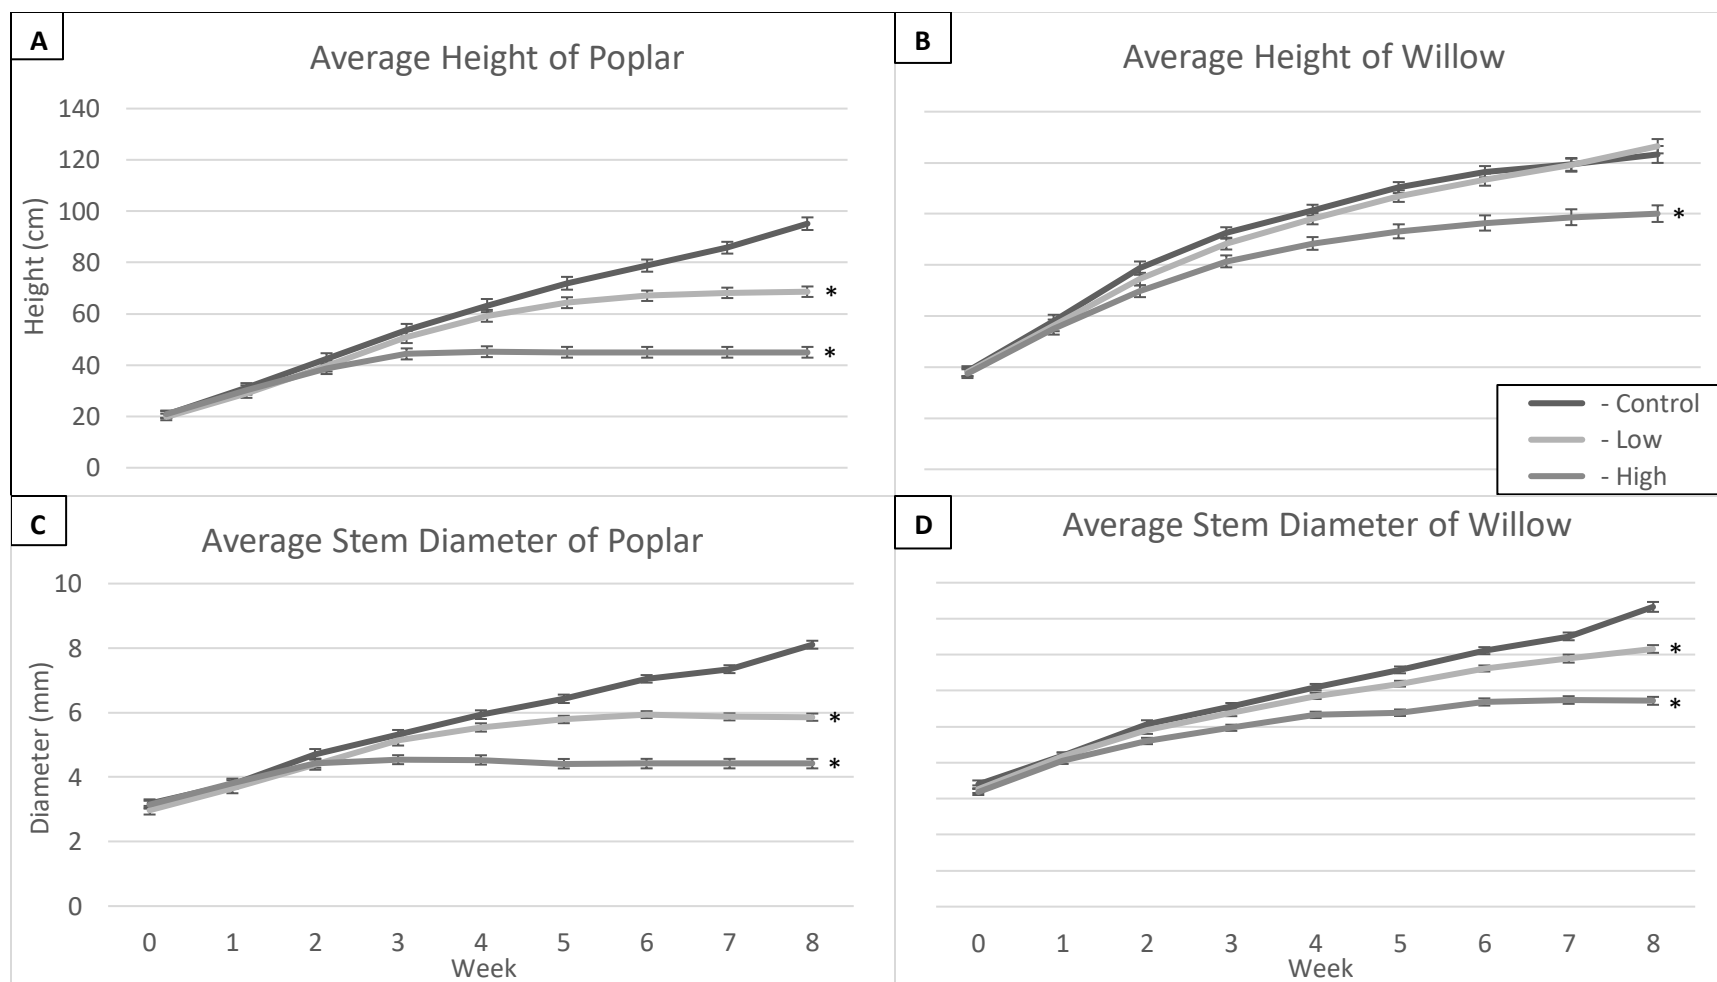 A
Average Height of Poplar
140
120
100
80
60
40
20
0
Height (cm)
*
*
B
Average Height of Willow
*
- Control
- Low
- High
C
Average Stem Diameter of Poplar
10
8
6
4
2
0
Diameter (mm)
*
*
0 1 2 3 4 5 6 7 8
Week
D
Average Stem Diameter of Willow
*
*
0 1 2 3 4 5 6 7 8
Week